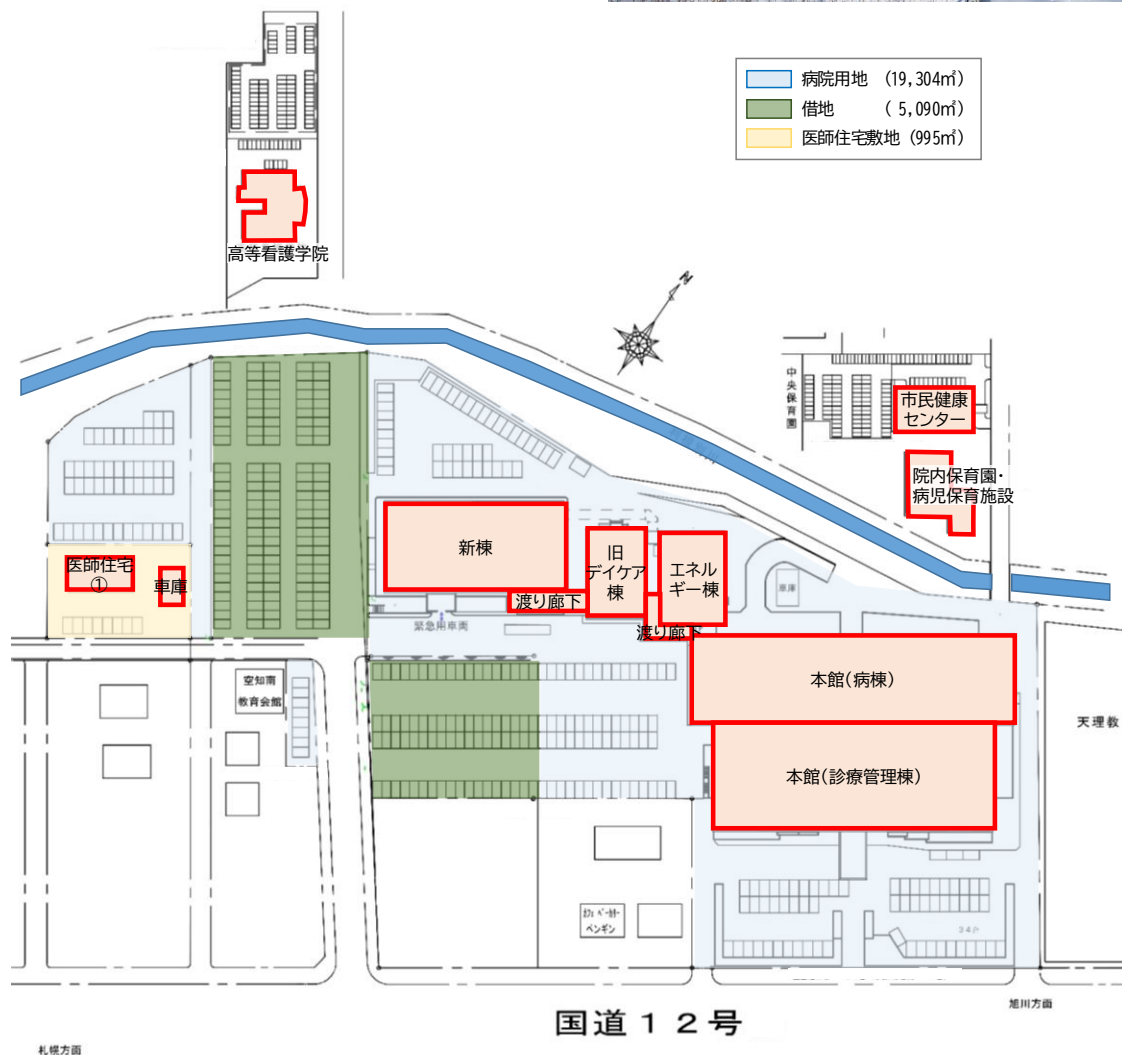 病院用地 (19,304㎡)
借地 ( 5,090㎡)
医師住宅敷地 (995㎡)
高等看護学院
N
中央保育園
市民健康
センター
院内保育園・
病児保育施設
新棟
旧
デイケア
棟
エネル
ギー棟
医師住宅
①
車庫
渡り廊下
車庫
緊急用車両
渡り廊下
本館(病棟)
空知南
教育会館
天理教
本館(診療管理棟)
ペンギン
34台
国道12号
旭川方面
札幌方面